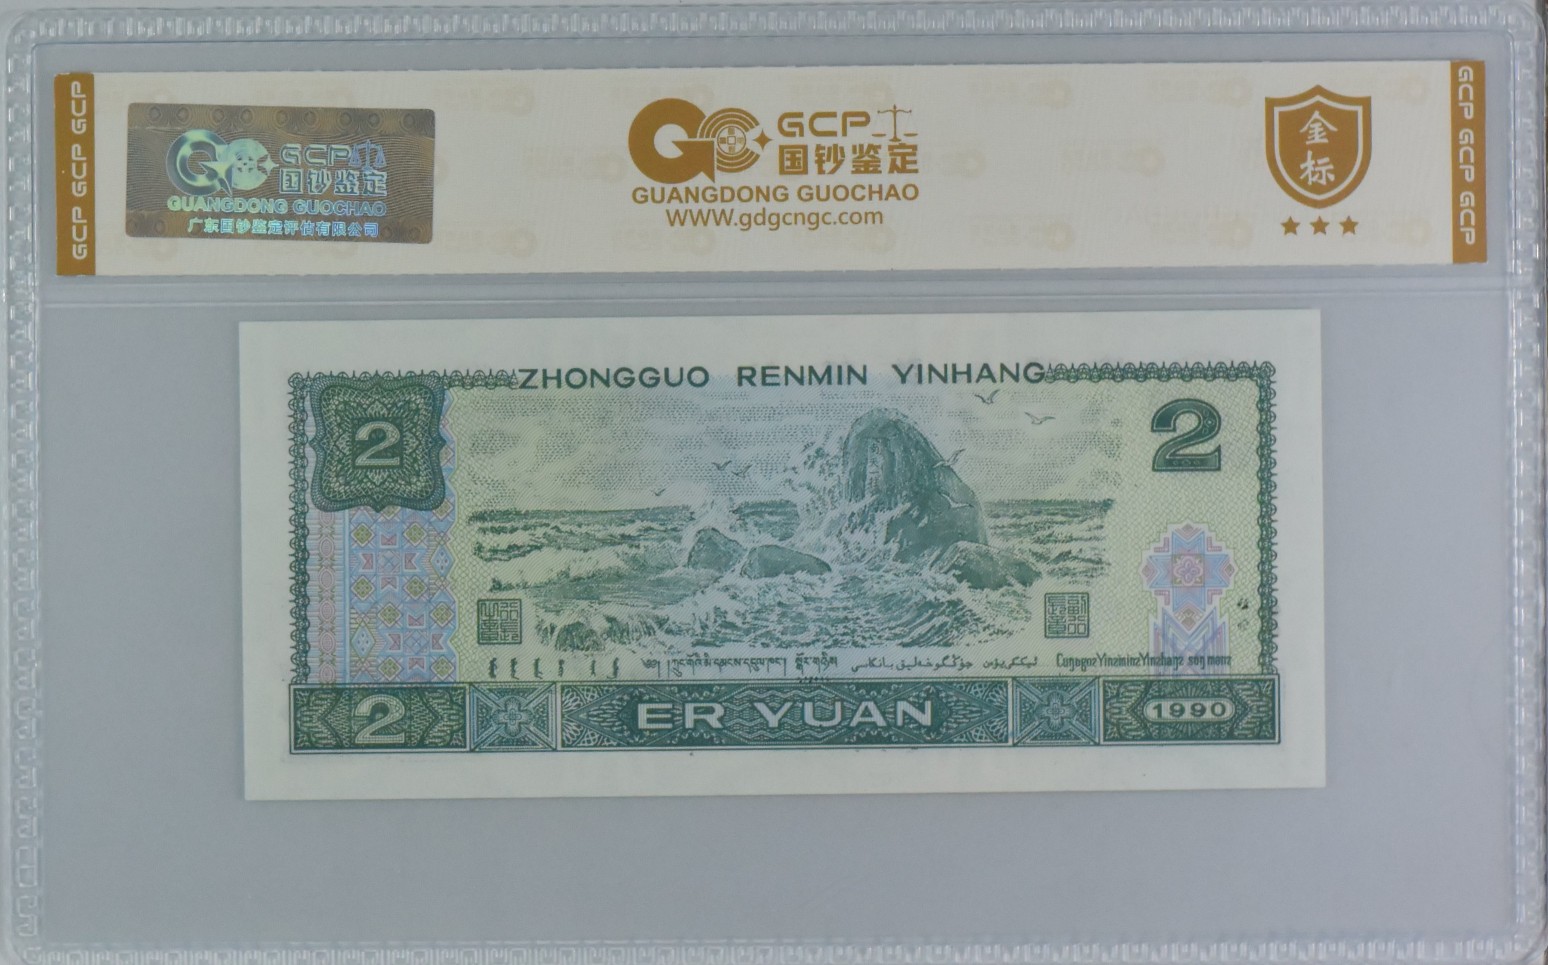 GCP GCP GCP
GCP
国钞鉴定
GUANGDONG GUOCHAO
广东国钞鉴定评估有限公司
GCP
国钞鉴定
GUANGDONG GUOCHAO
WWW.gdgcngc.com
金
标
GCP GCP GCP
ZHONGGUO RENMIN YINHANG
2
2
2
ER YUAN
1990